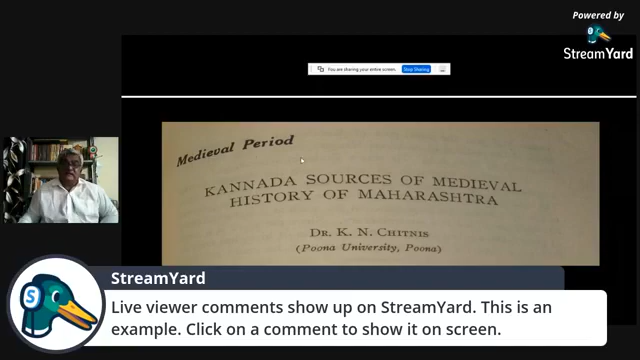 Powered by
StreamYard
You are sharing your entire screen. Stop Sharing
Medieval Period
KANNADA SOURCES OF MEDIEVAL
HISTORY OF MAHARASHTRA
DR. K. N. CHITNIS
(Poona University, Poona)
StreamYard
Live viewer comments show up on StreamYard. This is an
example. Click on a comment to show it on screen.